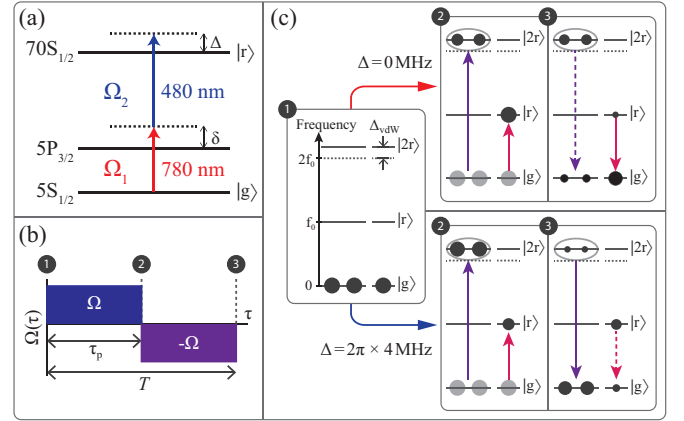 (a)
70S1/2
Δ
|r⟩
Ω2
480 nm
5P3/2
δ
Ω1
780 nm
5S1/2
|g⟩
(b)
1
2
3
Ω(τ)
Ω
τ
-Ω
τp
T
(c)
Δ=0 MHz
1
Frequency
ΔvdW
|2r⟩
2f0
f0
|r⟩
0
|g⟩
Δ=2π × 4 MHz
2
3
|2r⟩
|2r⟩
|r⟩
|r⟩
|g⟩
|g⟩
2
3
|2r⟩
|2r⟩
|r⟩
|r⟩
|g⟩
|g⟩